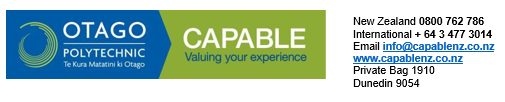 OTAGO
POLYTECHNIC
Te Kura Matatini ki Otago
CAPABLE
Valuing your experience
New Zealand 0800 762 786
International + 64 3 477 3014
Email info@capablenz.co.nz
www.capablenz.co.nz
Private Bag 1910
Dunedin 9054